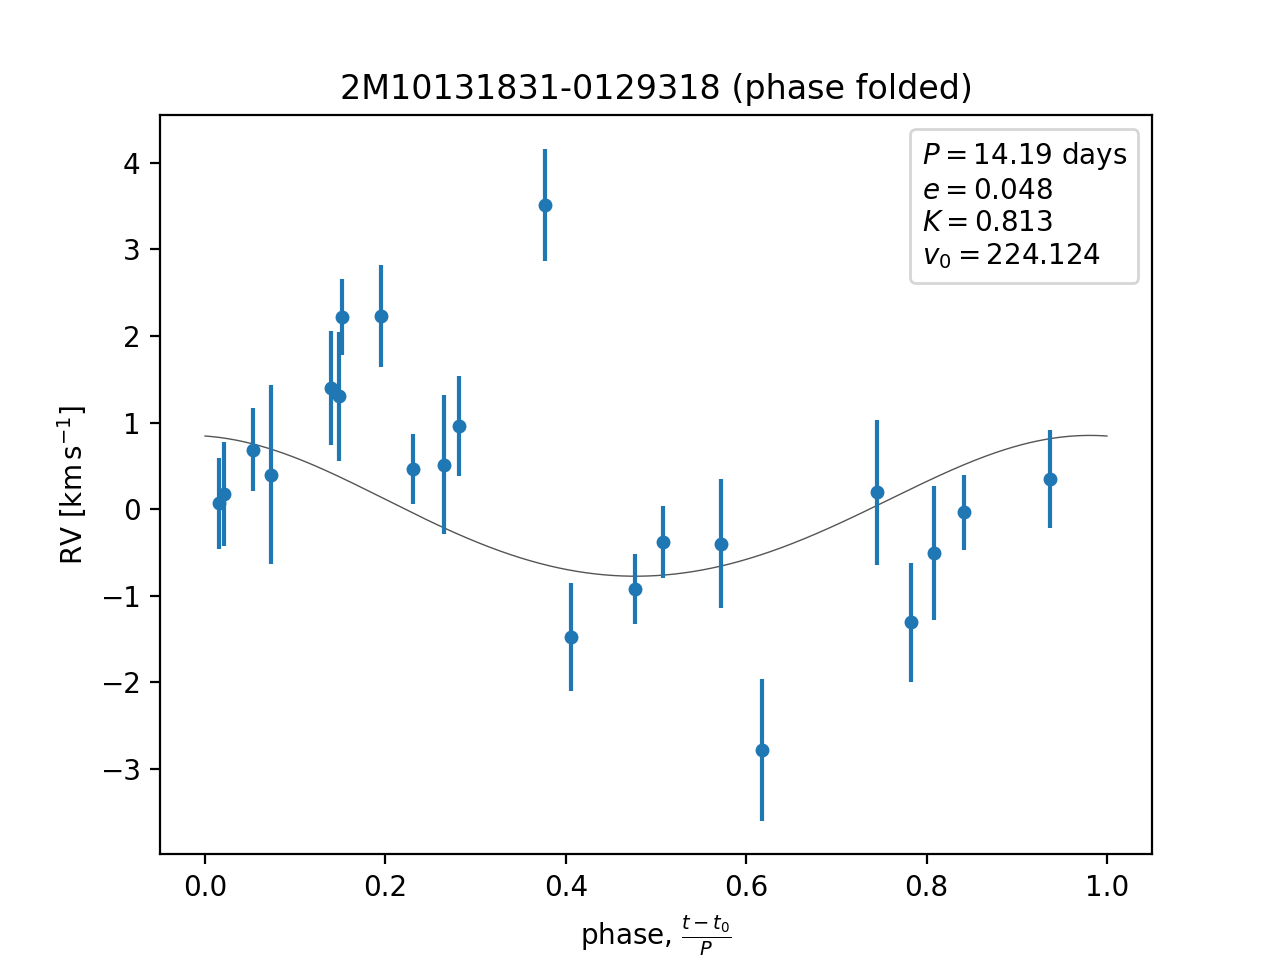 2M10131831-0129318 (phase folded)
P = 14.19 days
e = 0.048
K = 0.813
v₀ = 224.124
RV [km s⁻¹]
4
3
2
1
0
−1
−2
−3
0.0 0.2 0.4 0.6 0.8 1.0
phase, (t − t₀)/P